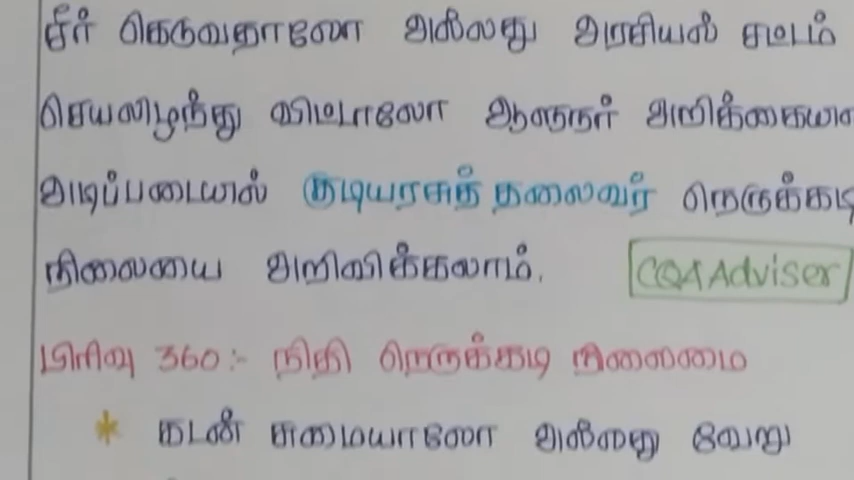 சீர் கெடுவதாலோ அல்லது அரசியல் சட்டம்
செயலிழந்து விட்டாலோ ஆளுநர் அறிக்கையின்
அடிப்படையில் குடியரசுத் தலைவர் நெருக்கடி
நிலையை அறிவிக்கலாம்.
CQA Adviser
பிரிவு 360:- நிதி நெருக்கடி நிலைமை
* கடன் சுமையாலோ அல்லது வேறு